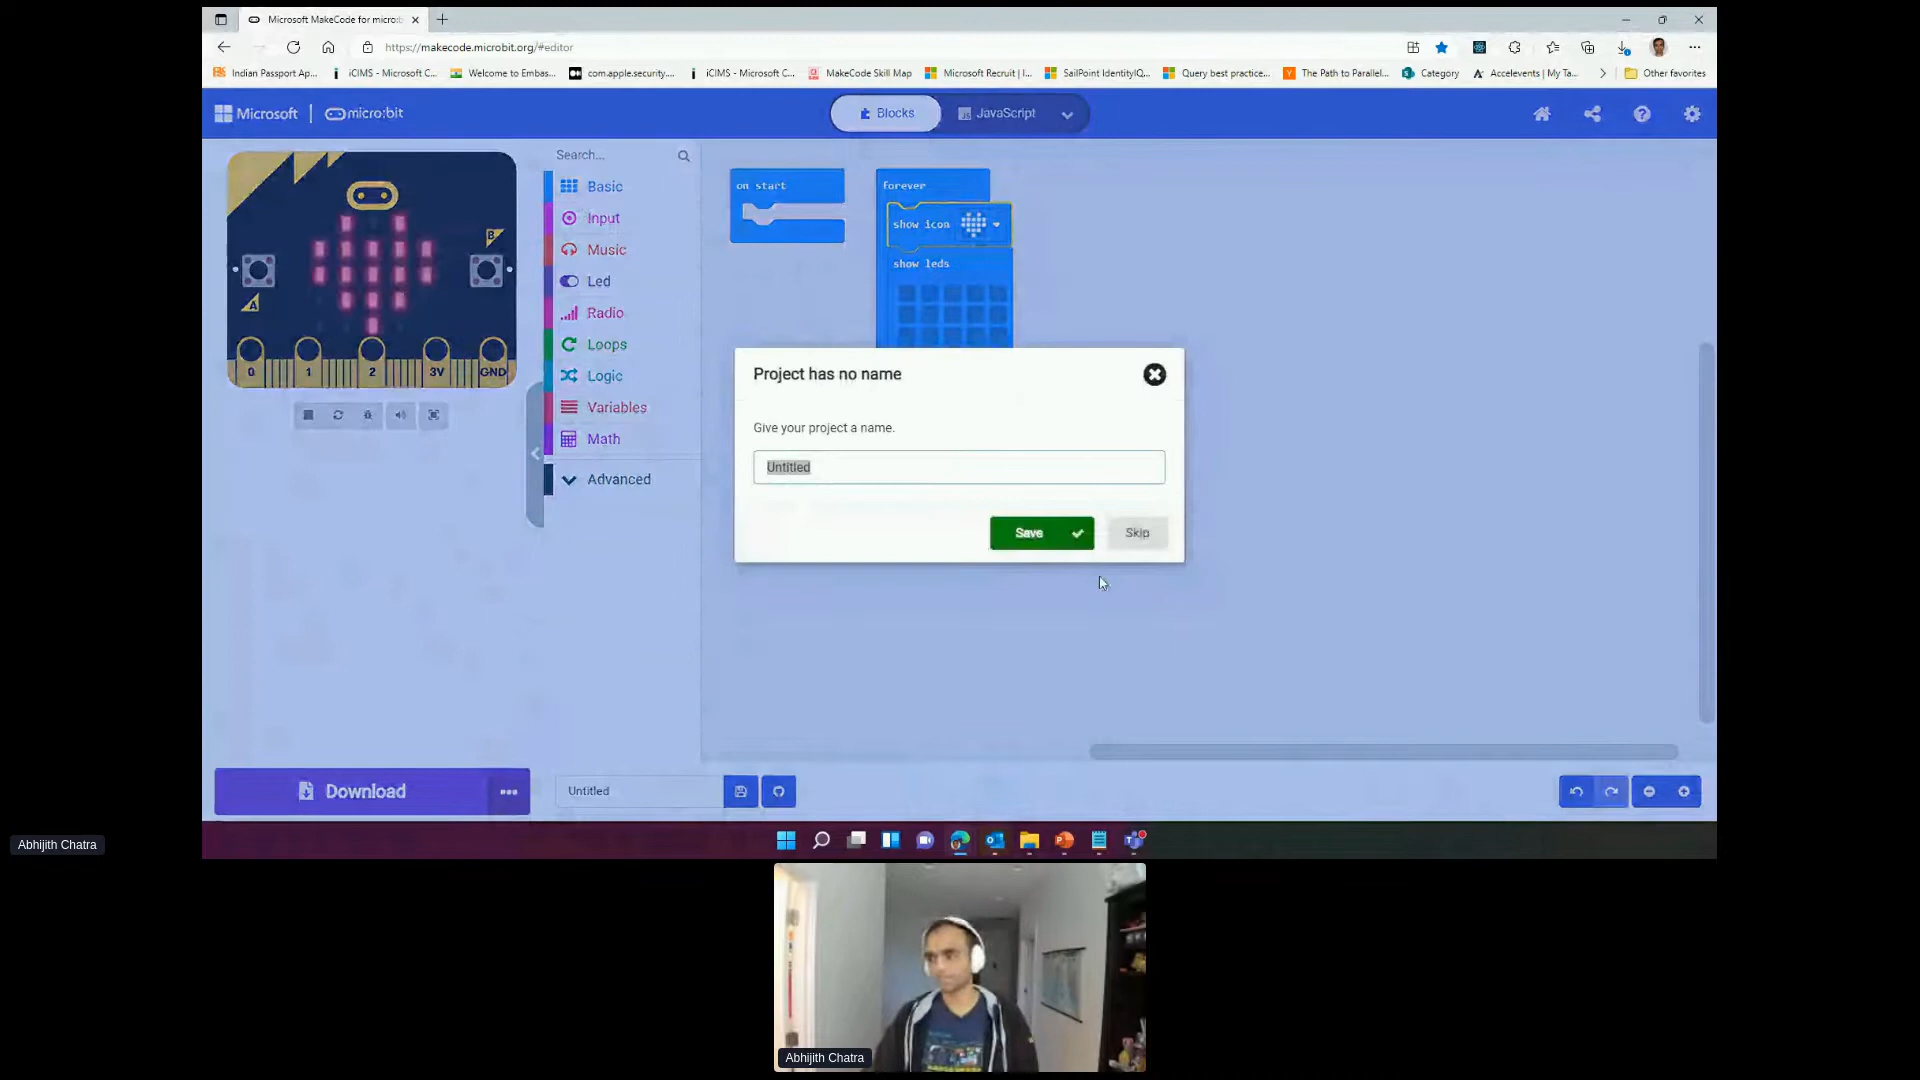 Microsoft MakeCode for micro:b
https://makecode.microbit.org/#editor
Indian Passport Ap...
iCIMS - Microsoft C...
Welcome to Embas...
com.apple.security....
iCIMS - Microsoft C...
MakeCode Skill Map
Microsoft Recruit | I...
SailPoint IdentityIQ...
Query best practice...
The Path to Parallel...
Category
Accelevents | My Ta...
Other favorites
Microsoft
micro:bit
Blocks
JavaScript
Search...
Basic
Input
Music
Led
Radio
Loops
Logic
Variables
Math
Advanced
B
A
0 1 2 3V GND
on start
forever
show icon
show leds
Project has no name
Give your project a name.
Untitled
Save
Skip
Download
Untitled
Abhijith Chatra
Abhijith Chatra